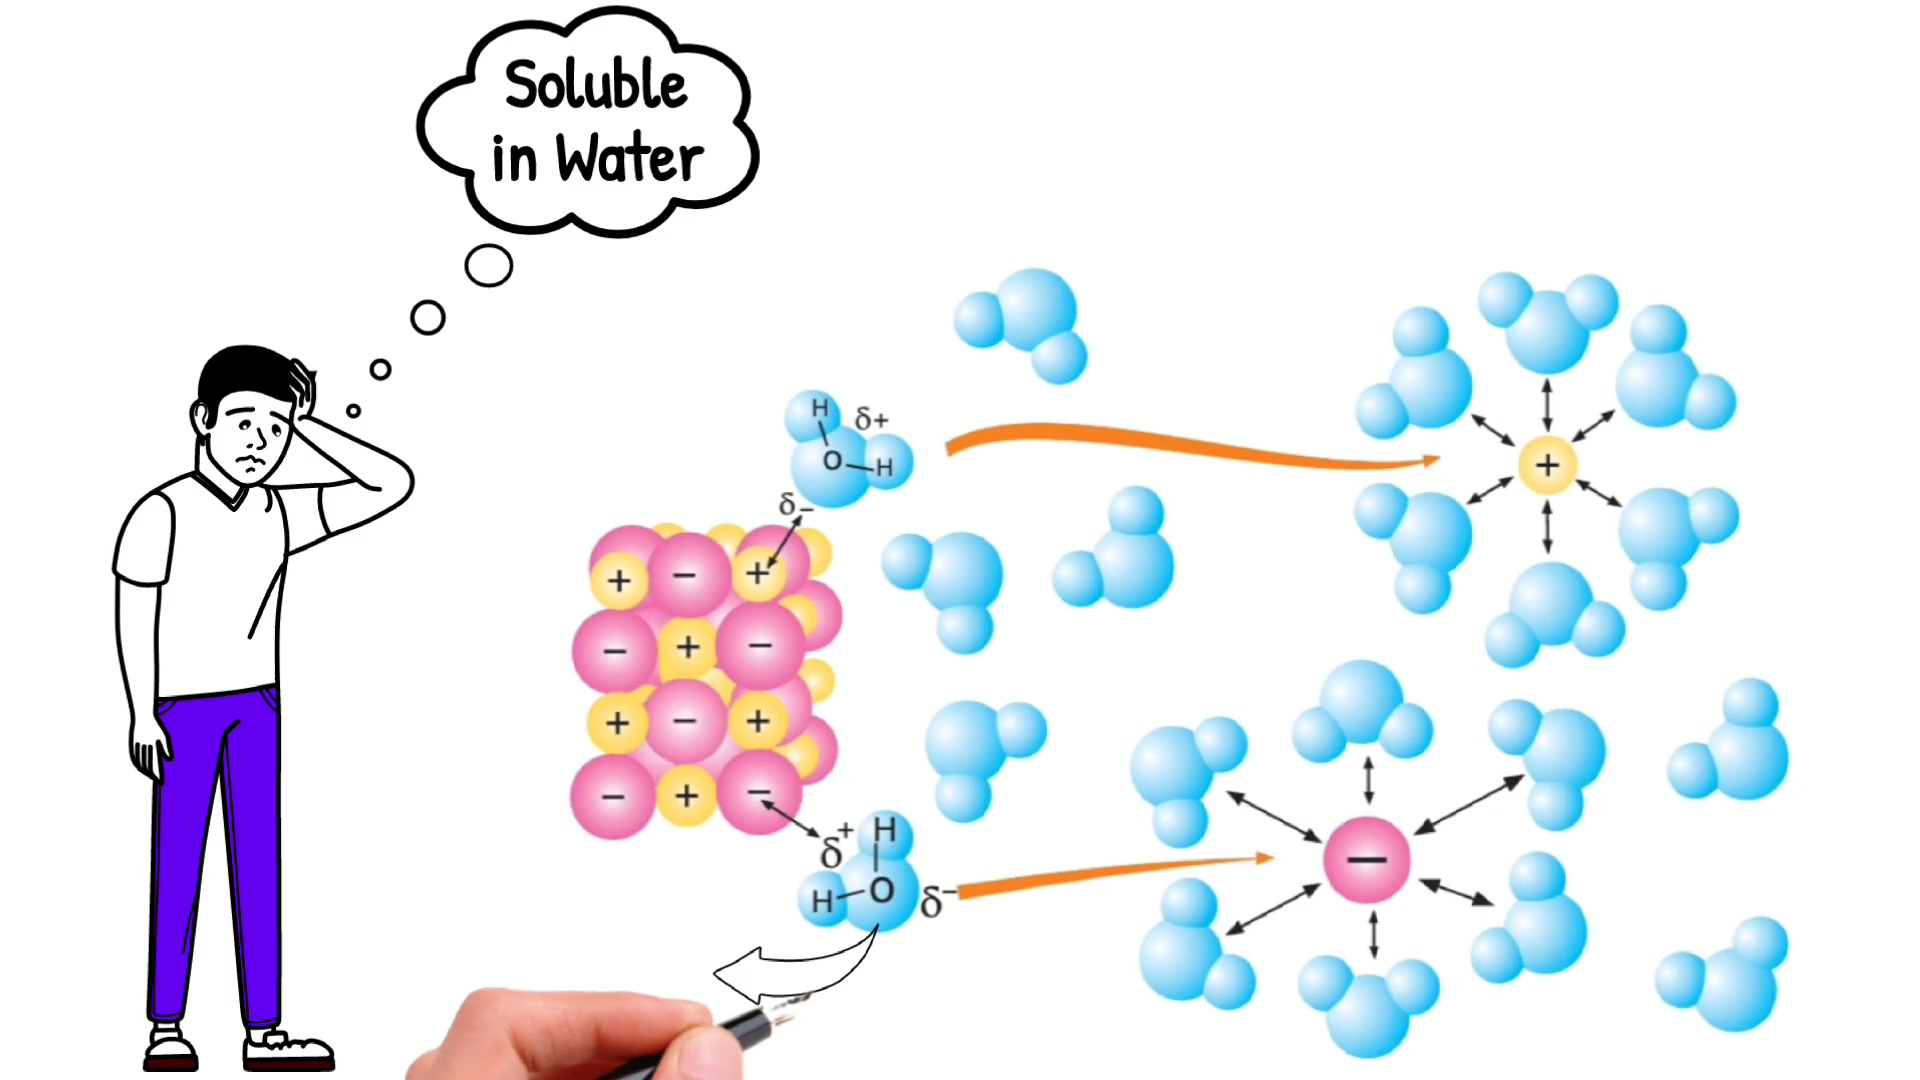 Soluble
in Water
H
δ+
O
H
δ−
+
+
−
+
−
+
−
+
−
+
−
+
−
+
−
δ+
H
H
O
δ−
−